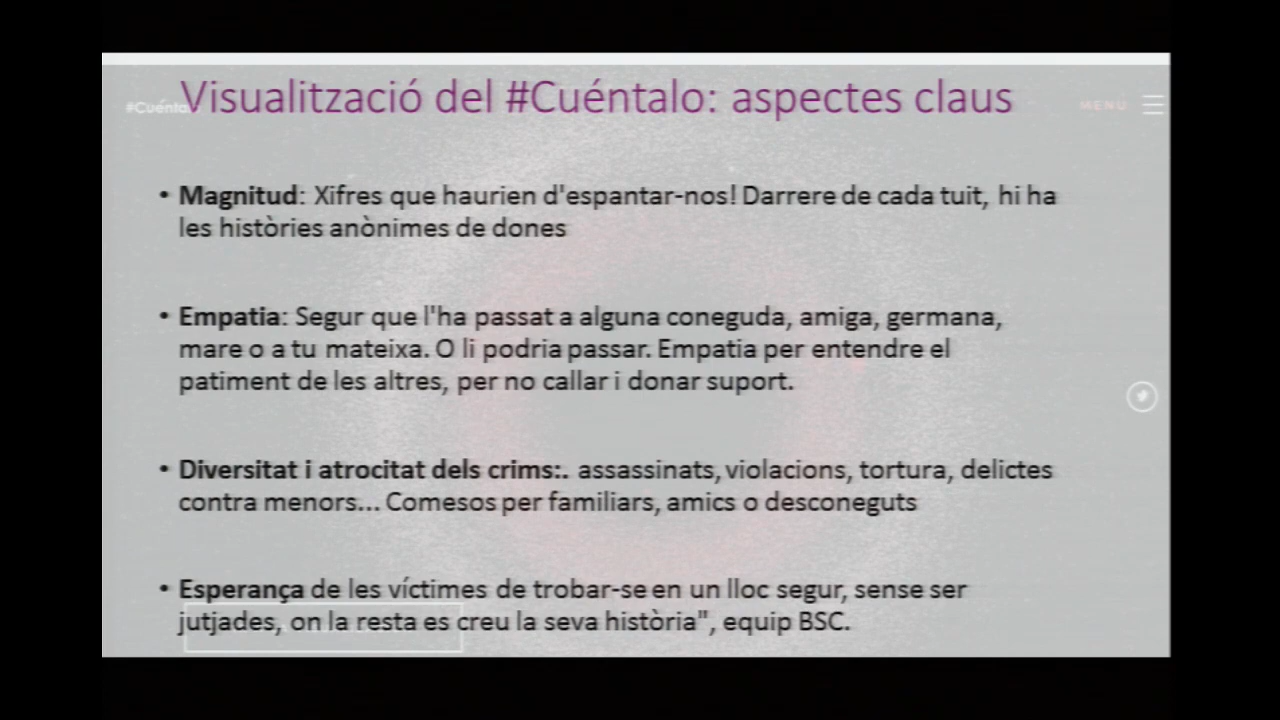 Visualització del #Cuéntalo: aspectes claus
#Cuénta
MENU
• Magnitud: Xifres que haurien d'espantar-nos! Darrere de cada tuit, hi ha
les històries anònimes de dones
• Empatia: Segur que l'ha passat a alguna coneguda, amiga, germana,
mare o a tu mateixa. O li podria passar. Empatia per entendre el
patiment de les altres, per no callar i donar suport.
• Diversitat i atrocitat dels crims:. assassinats, violacions, tortura, delictes
contra menors... Comesos per familiars, amics o desconeguts
• Esperança de les víctimes de trobar-se en un lloc segur, sense ser
jutjades, on la resta es creu la seva història", equip BSC.